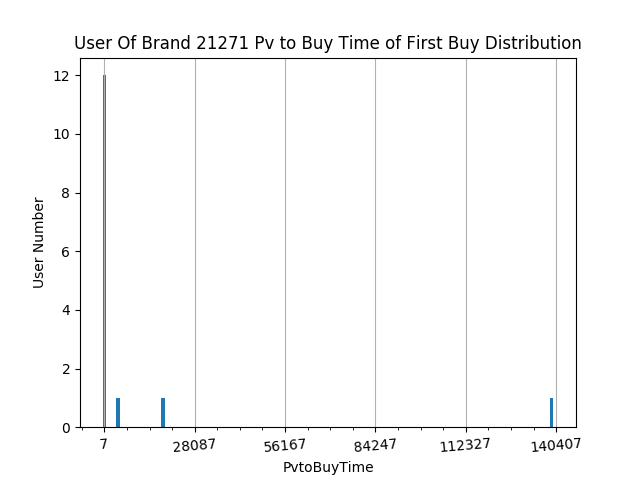 User Of Brand 21271 Pv to Buy Time of First Buy Distribution
12
10
8
6
4
2
0
User Number
7 28087 56167 84247 112327 140407
PvtoBuyTime